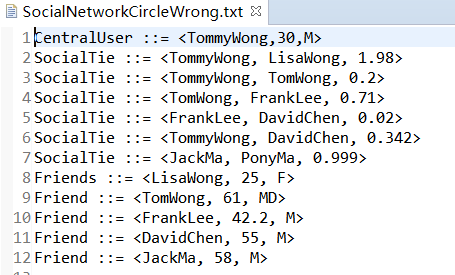 SocialNetworkCircleWrong.txt
1 CentralUser ::= <TommyWong,30,M>
2 SocialTie ::= <TommyWong, LisaWong, 1.98>
3 SocialTie ::= <TommyWong, TomWong, 0.2>
4 SocialTie ::= <TomWong, FrankLee, 0.71>
5 SocialTie ::= <FrankLee, DavidChen, 0.02>
6 SocialTie ::= <TommyWong, DavidChen, 0.342>
7 SocialTie ::= <JackMa, PonyMa, 0.999>
8 Friends ::= <LisaWong, 25, F>
9 Friend ::= <TomWong, 61, MD>
10 Friend ::= <FrankLee, 42.2, M>
11 Friend ::= <DavidChen, 55, M>
12 Friend ::= <JackMa, 58, M>